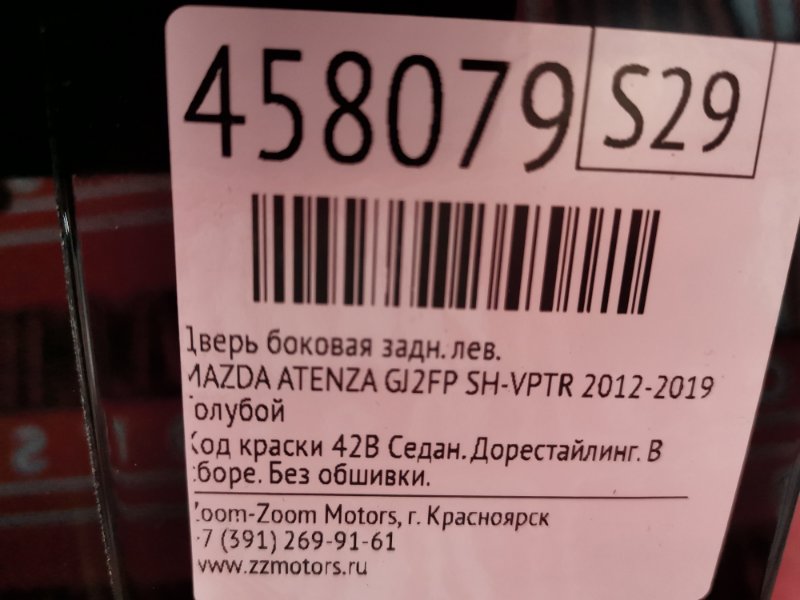 458079 S29
Дверь боковая задн. лев.
MAZDA ATENZA GJ2FP SH-VPTR 2012-2019
Голубой
Код краски 42B Седан. Дорестайлинг. В
сборе. Без обшивки.
Zoom-Zoom Motors, г. Красноярск
+7 (391) 269-91-61
www.zzmotors.ru